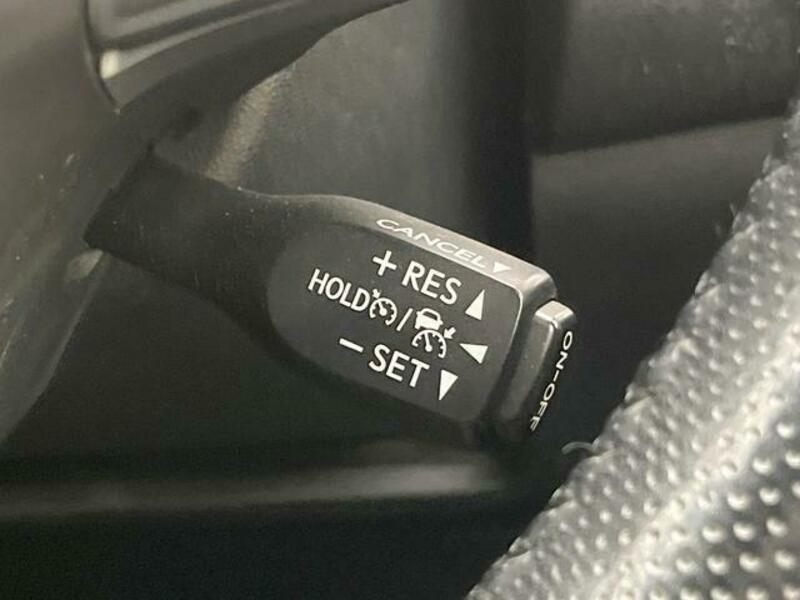 CANCEL▼
+RES▲
HOLD /
−SET▼
ON-OFF